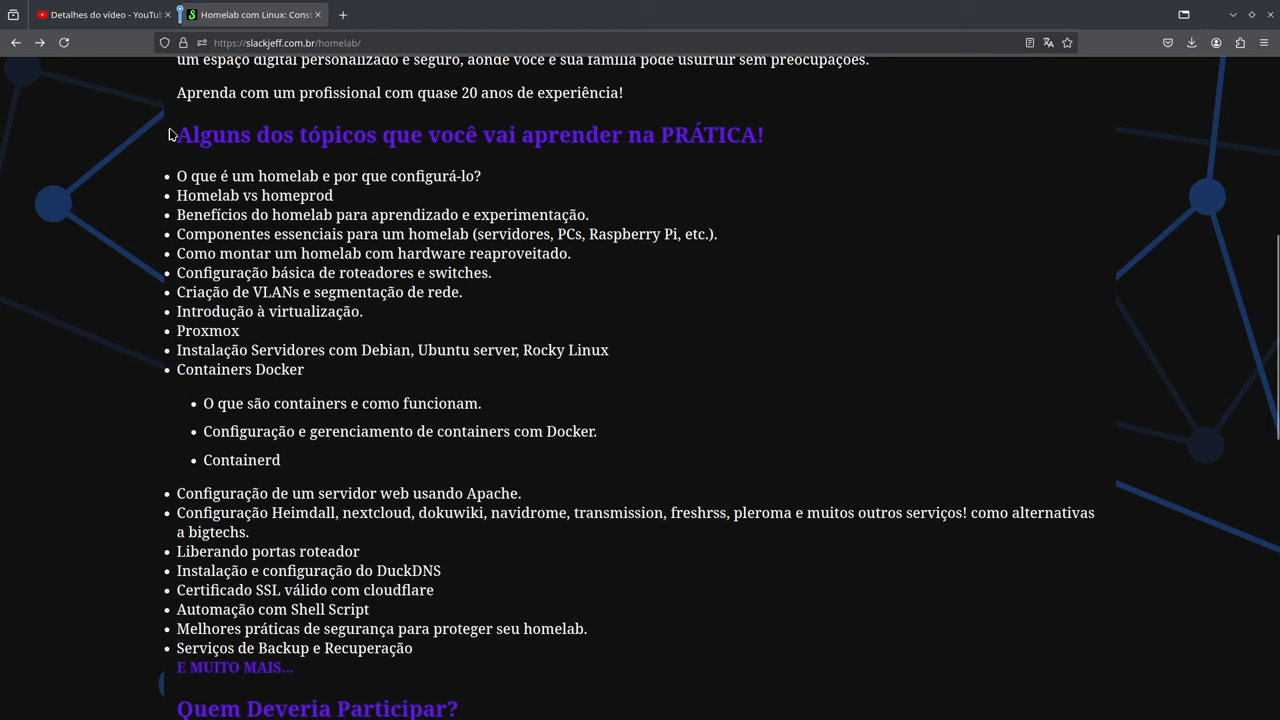 Detalhes do vídeo - YouTu
Homelab com Linux: Cons
https://slackjeff.com.br/homelab/
um espaço digital personalizado e seguro, aonde você e sua família pode usufruir sem preocupações.
Aprenda com um profissional com quase 20 anos de experiência!
Alguns dos tópicos que você vai aprender na PRÁTICA!
• O que é um homelab e por que configurá-lo?
• Homelab vs homeprod
• Benefícios do homelab para aprendizado e experimentação.
• Componentes essenciais para um homelab (servidores, PCs, Raspberry Pi, etc.).
• Como montar um homelab com hardware reaproveitado.
• Configuração básica de roteadores e switches.
• Criação de VLANs e segmentação de rede.
• Introdução à virtualização.
• Proxmox
• Instalação Servidores com Debian, Ubuntu server, Rocky Linux
• Containers Docker
• O que são containers e como funcionam.
• Configuração e gerenciamento de containers com Docker.
• Containerd
• Configuração de um servidor web usando Apache.
• Configuração Heimdall, nextcloud, dokuwiki, navidrome, transmission, freshrss, pleroma e muitos outros serviços! como alternativas
a bigtechs.
• Liberando portas roteador
• Instalação e configuração do DuckDNS
• Certificado SSL válido com cloudflare
• Automação com Shell Script
• Melhores práticas de segurança para proteger seu homelab.
• Serviços de Backup e Recuperação
E MUITO MAIS...
Quem Deveria Participar?